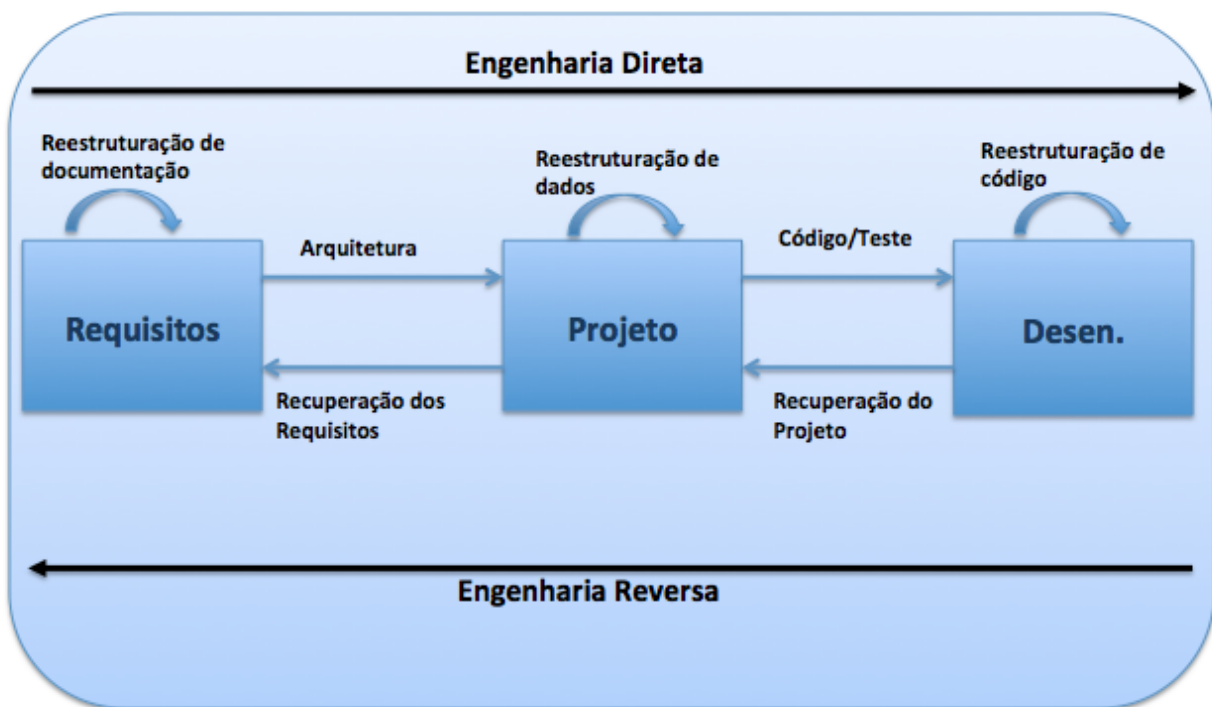 Engenharia Direta
Reestruturação de
documentação
Reestruturação de
dados
Reestruturação de
código
Arquitetura
Código/Teste
Requisitos
Projeto
Desen.
Recuperação dos
Requisitos
Recuperação do
Projeto
Engenharia Reversa